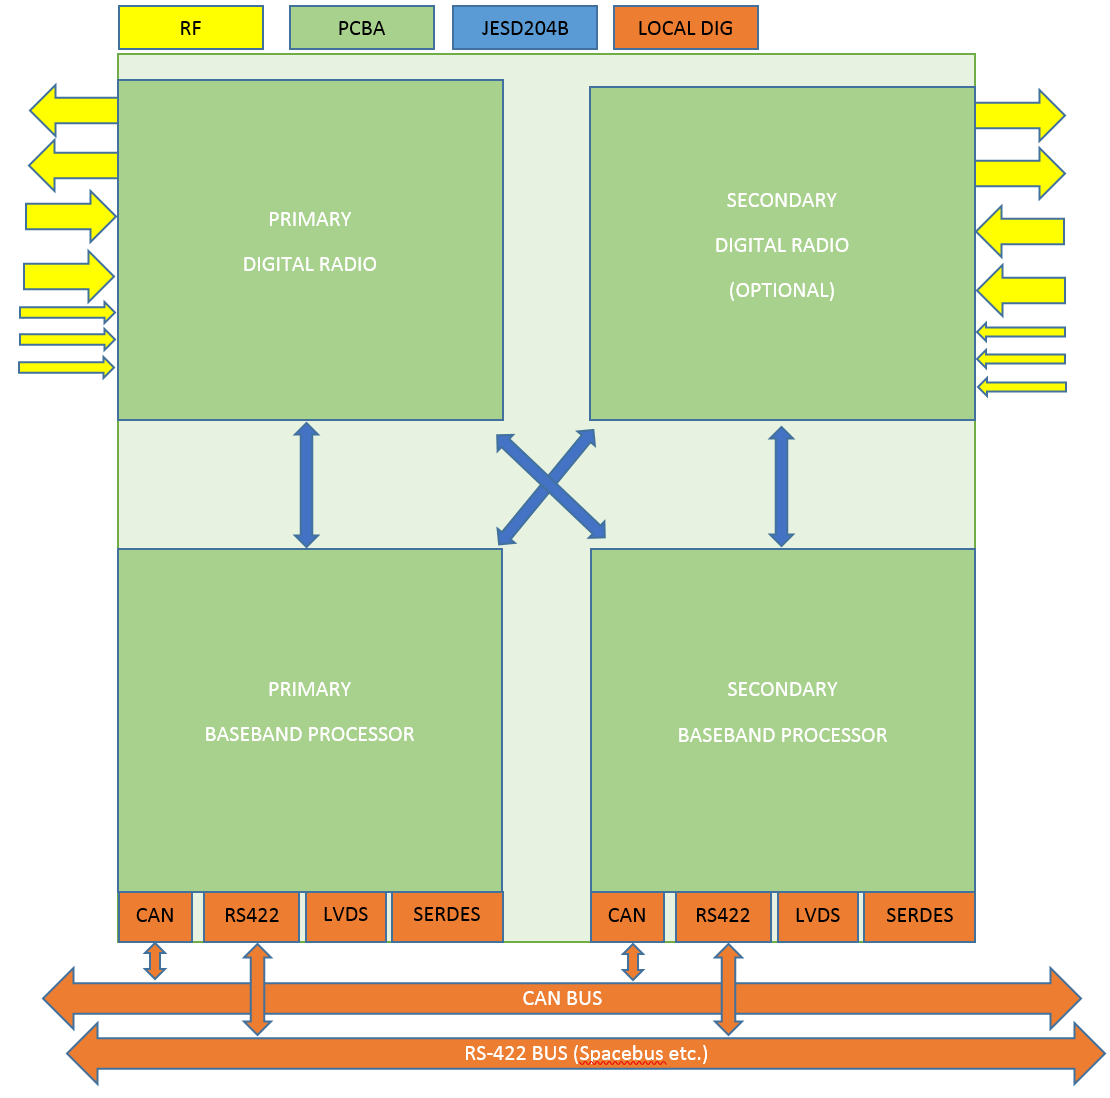 RF
PCBA
JESD204B
LOCAL DIG
PRIMARY
DIGITAL RADIO
SECONDARY
DIGITAL RADIO
(OPTIONAL)
PRIMARY
BASEBAND PROCESSOR
SECONDARY
BASEBAND PROCESSOR
CAN
RS422
LVDS
SERDES
CAN
RS422
LVDS
SERDES
CAN BUS
RS-422 BUS (Spacebus etc.)